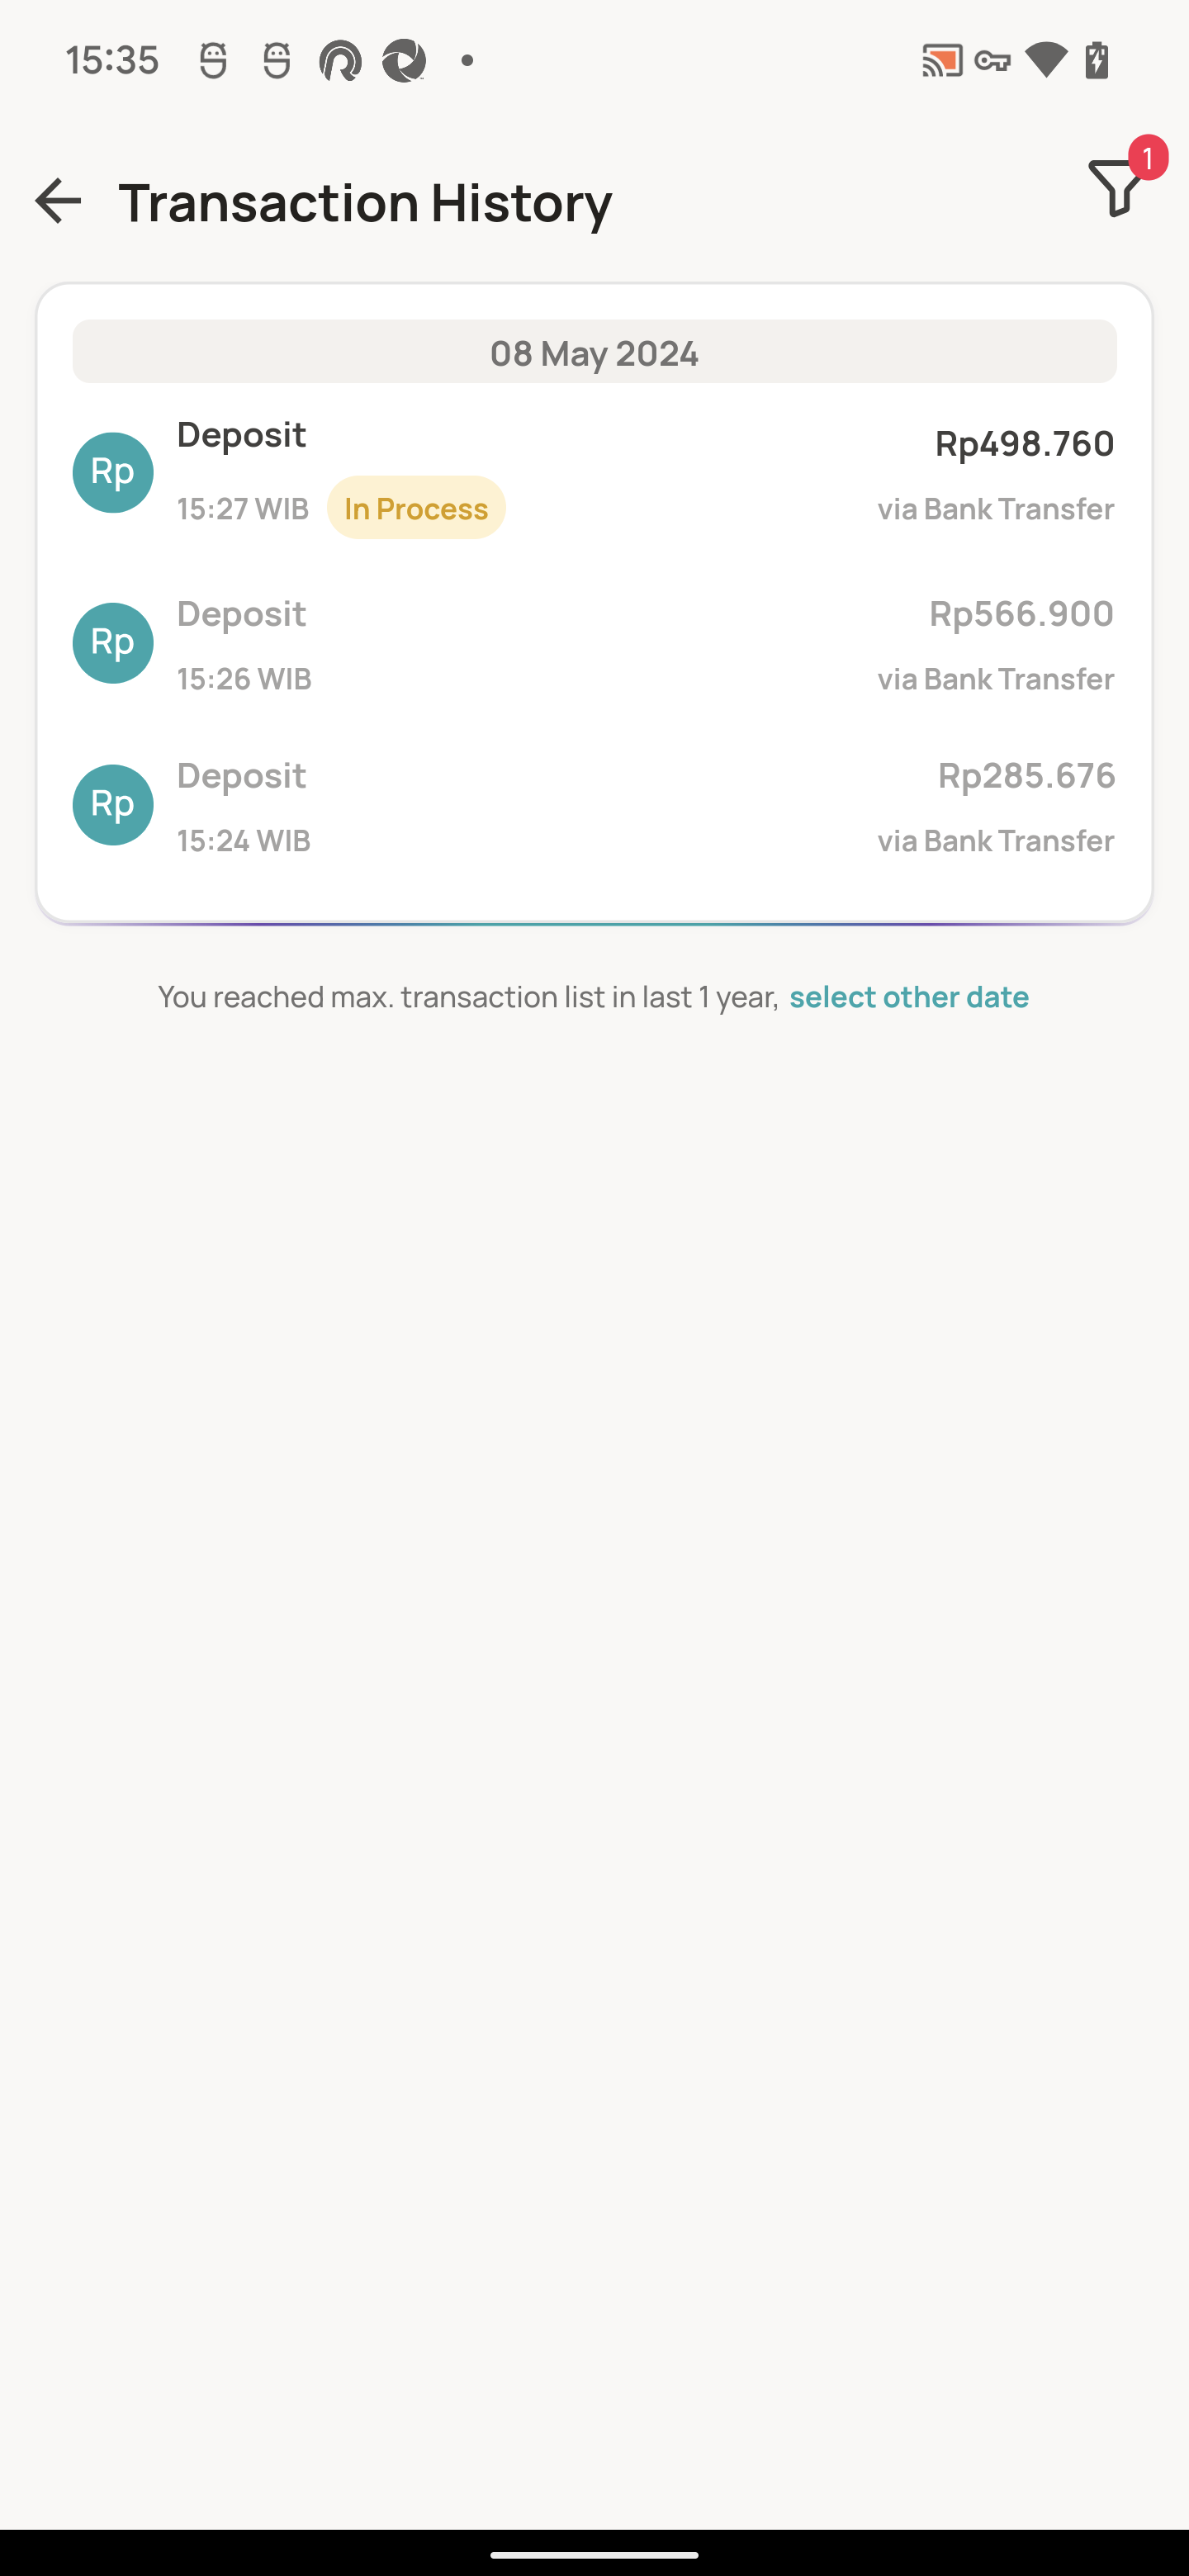 15:35
1
Transaction History
08 May 2024
Rp
Deposit
Rp498.760
15:27 WIB In Process
via Bank Transfer
Rp
Deposit
Rp566.900
15:26 WIB
via Bank Transfer
Rp
Deposit
Rp285.676
15:24 WIB
via Bank Transfer
You reached max. transaction list in last 1 year, select other date